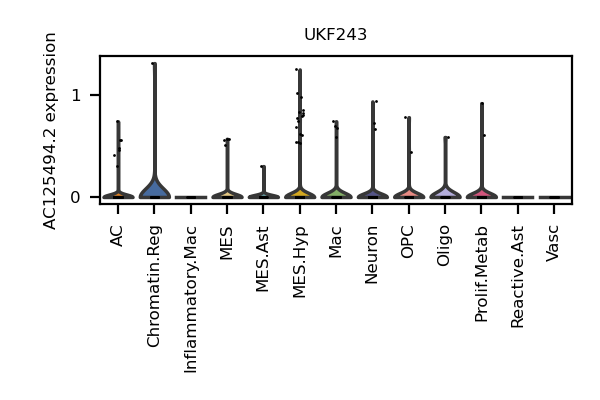 UKF243
AC125494.2 expression
1
0
AC
Chromatin.Reg
Inflammatory.Mac
MES
MES.Ast
MES.Hyp
Mac
Neuron
OPC
Oligo
Prolif.Metab
Reactive.Ast
Vasc